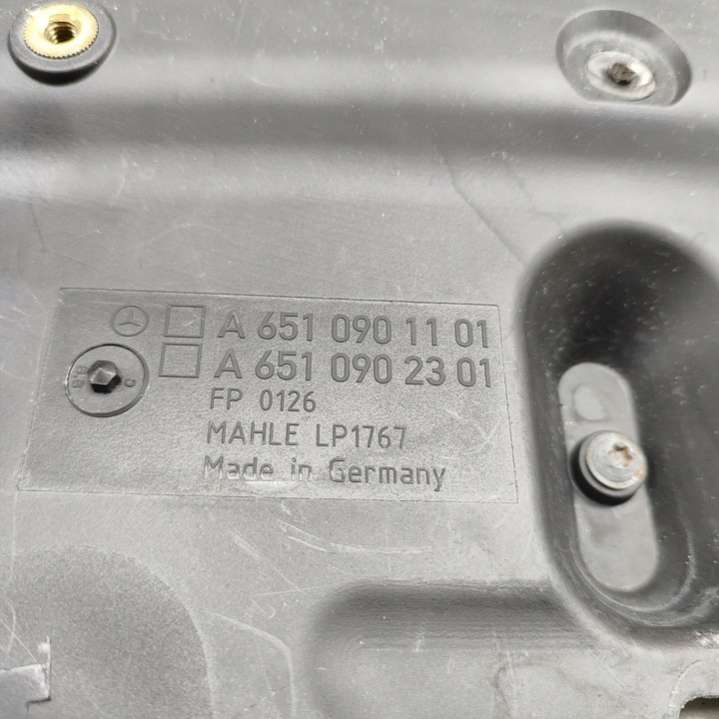 A 651 090 11 01
A 651 090 23 01
FP 0126
MAHLE LP1767
Made in Germany